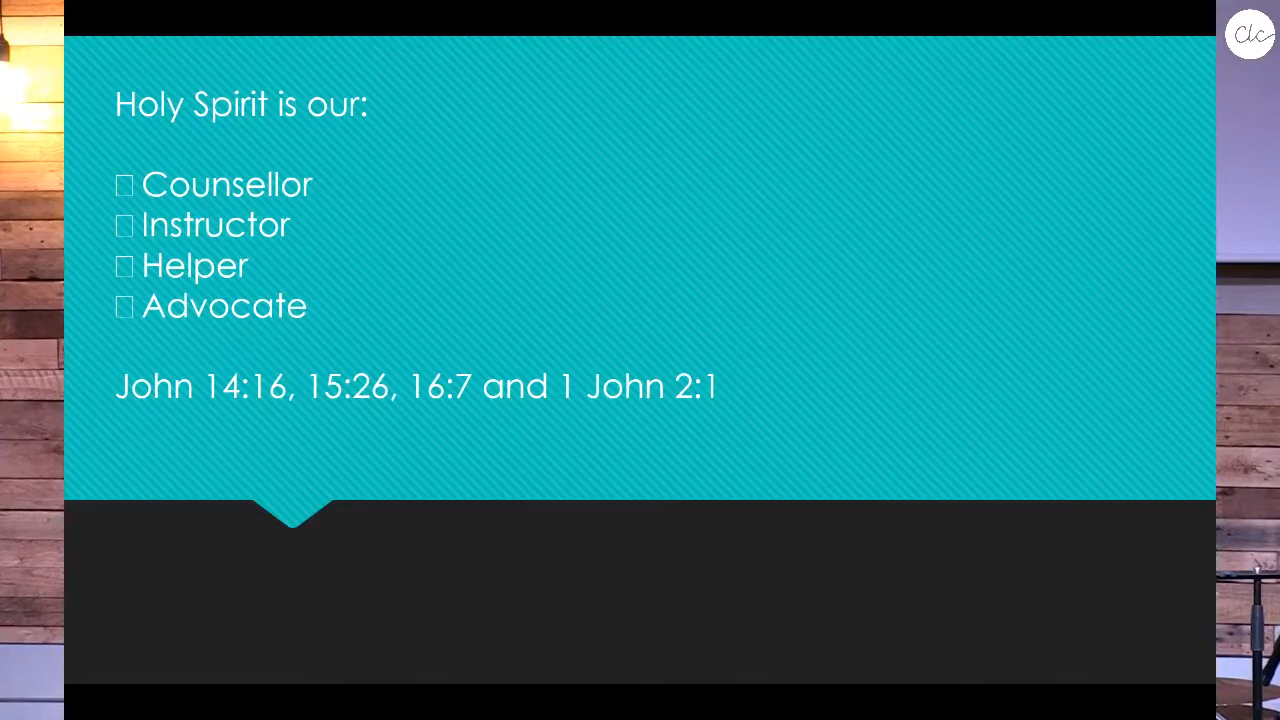 Clc
Holy Spirit is our:
□ Counsellor
□ Instructor
□ Helper
□ Advocate
John 14:16, 15:26, 16:7 and 1 John 2:1